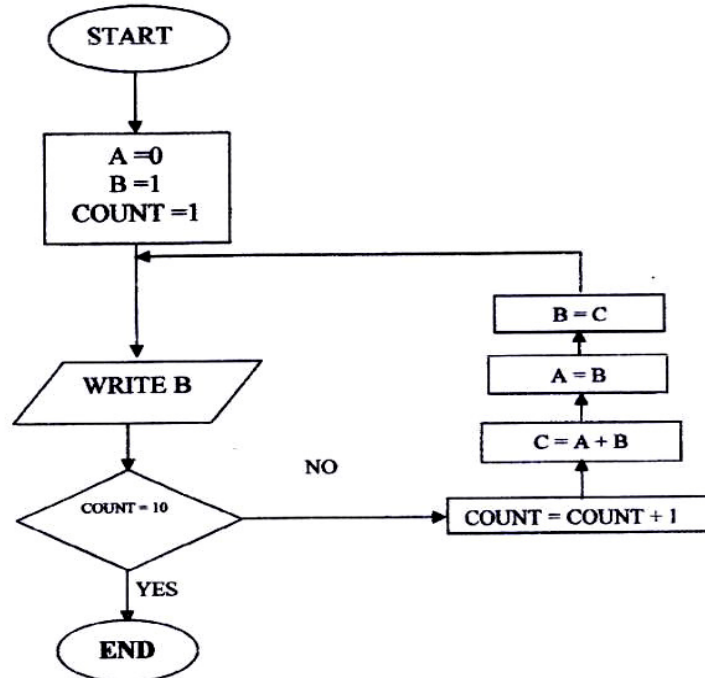 START
A =0
B =1
COUNT =1
WRITE B
COUNT = 10
NO
YES
END
COUNT = COUNT + 1
C = A + B
A = B
B = C